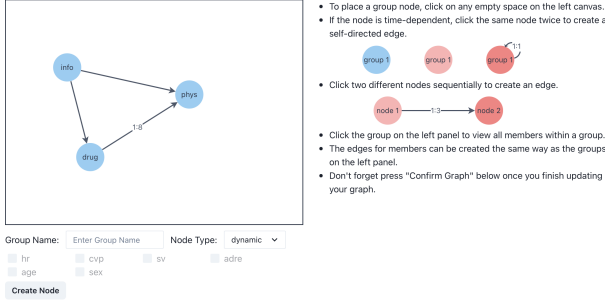 info
phys
1:8
drug
Group Name:
Enter Group Name
Node Type:
dynamic
hr
cvp
sv
adre
age
sex
Create Node
To place a group node, click on any empty space on the left canvas.
If the node is time-dependent, click the same node twice to create a
self-directed edge.
1:1
group 1
group 1
group 1
Click two different nodes sequentially to create an edge.
node 1
1:3
node 2
Click the group on the left panel to view all members within a group.
The edges for members can be created the same way as the groups
on the left panel.
Don't forget press "Confirm Graph" below once you finish updating
your graph.